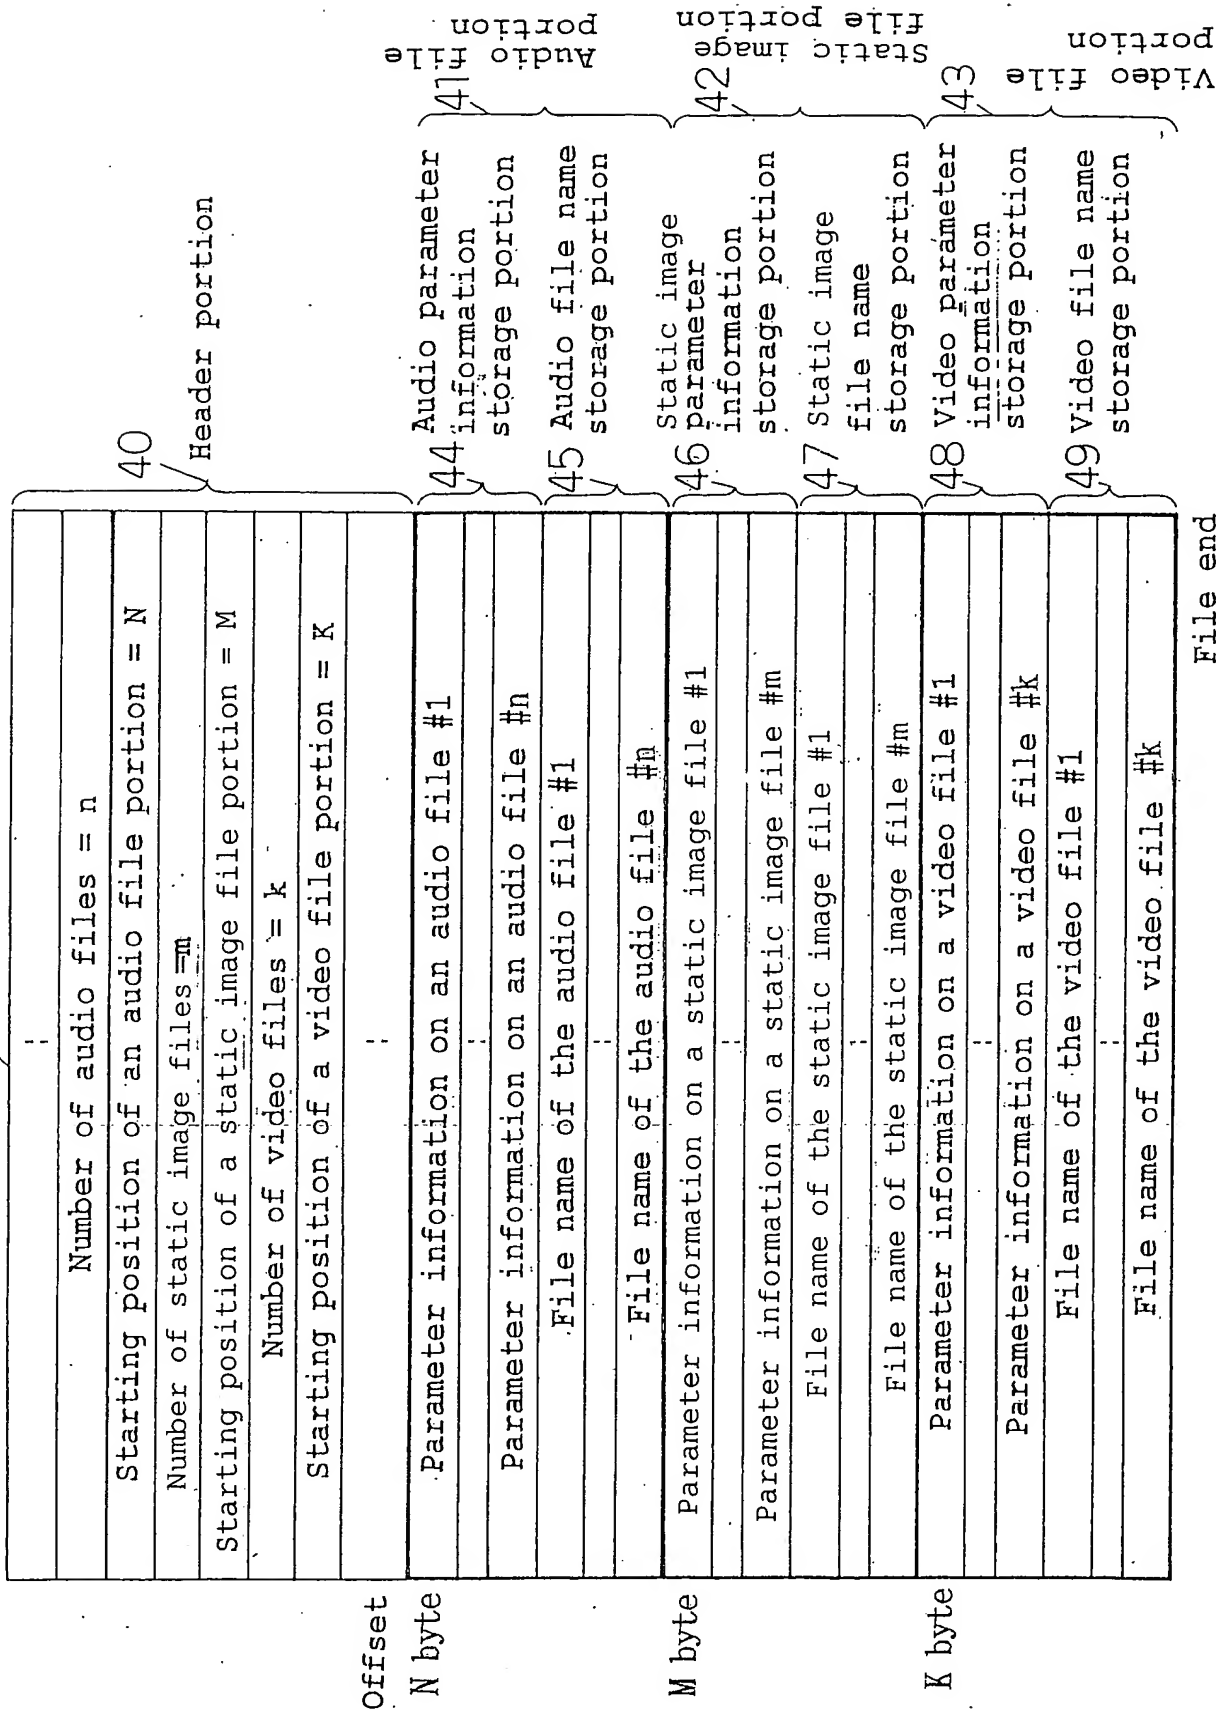 --
Number of audio files = n
Starting position of an audio file portion = N
Number of static image files=m
Starting position of a static image file portion = M
Number of video files = k
Starting position of a video file portion = K
--
40
Header portion
Offset
N byte
Parameter information on an audio file #1
--
Parameter information on an audio file #n
44
Audio parameter
information
storage portion
File name of the audio file #1
--
File name of the audio file #n
45
Audio file name
storage portion
41
Audio file
portion
M byte
Parameter information on a static image file #1
--
Parameter information on a static image file #m
46
Static image
parameter
information
storage portion
File name of the static image file #1
--
File name of the static image file #m
47
Static image
file name
storage portion
42
Static image
file portion
K byte
Parameter information on a video file #1
--
Parameter information on a video file #k
48
Video parameter
information
storage portion
File name of the video file #1
--
File name of the video file #k
49
Video file name
storage portion
43
Video file
portion
File end